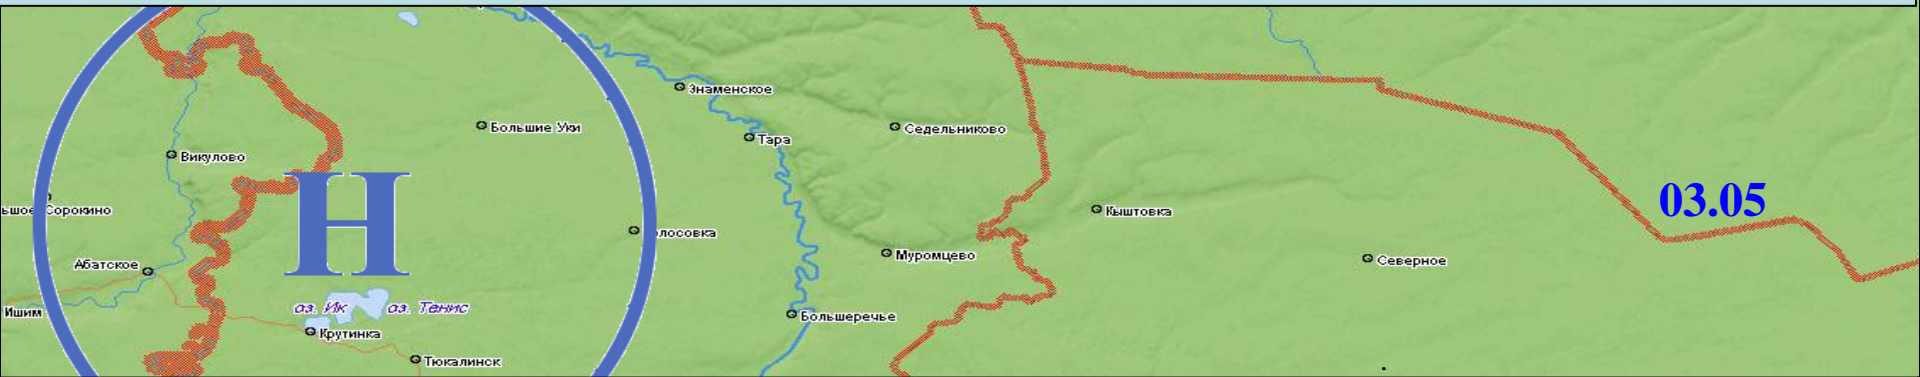 Знаменское
Большие Уки
Седельниково
Тара
Викулово
Н
03.05
Сорокино
Кыштовка
лосовка
Муромцево
Абатское
Северное
оз. Ик
оз. Тенис
Ишим
Большеречье
Крутинка
Тюкалинск